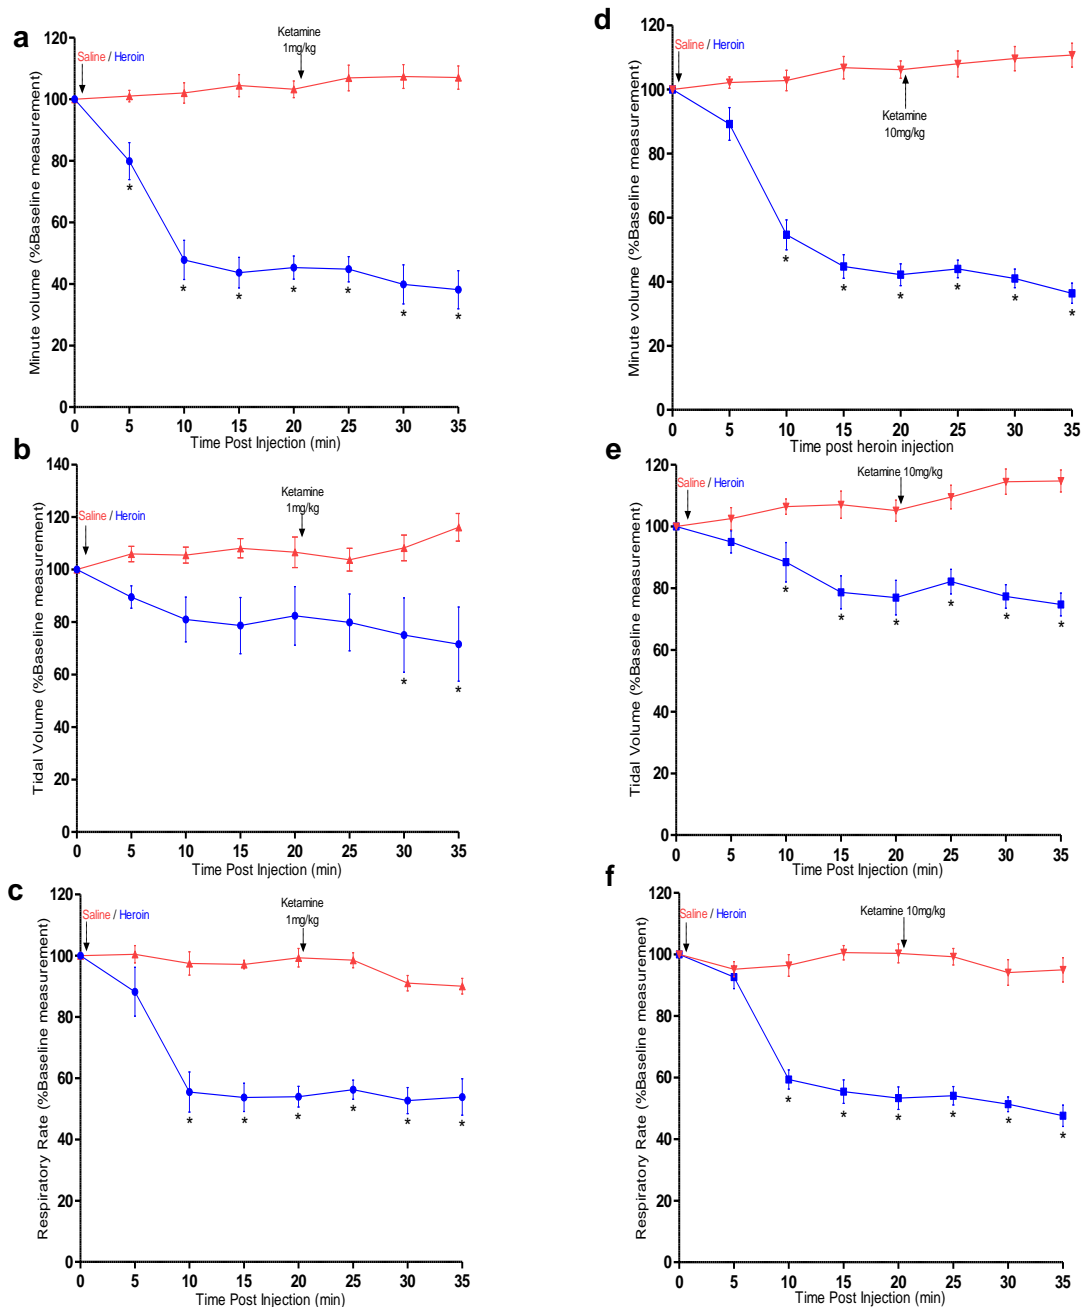 a
Minute volume (%Baseline measurement)
120
100
80
60
40
20
0
Saline / Heroin
Ketamine
1mg/kg
*
*
*
*
*
*
*
0 5 10 15 20 25 30 35
Time Post Injection (min)
b
Tidal Volume (%Baseline measurement)
140
120
100
80
60
40
20
0
Saline / Heroin
Ketamine
1mg/kg
*
*
0 5 10 15 20 25 30 35
Time Post Injection (min)
c
Respiratory Rate (%Baseline measurement)
120
100
80
60
40
20
0
Saline / Heroin
Ketamine
1mg/kg
*
*
*
*
*
*
0 5 10 15 20 25 30 35
Time Post Injection (min)
d
Minute volume (%Baseline measurement)
120
100
80
60
40
20
0
Saline / Heroin
Ketamine
10mg/kg
*
*
*
*
*
*
0 5 10 15 20 25 30 35
Time post heroin injection
e
Tidal Volume (%Baseline measurement)
120
100
80
60
40
20
0
Saline / Heroin
Ketamine 10mg/kg
*
*
*
*
*
*
0 5 10 15 20 25 30 35
Time Post Injection (min)
f
Respiratory Rate (%Baseline measurement)
120
100
80
60
40
20
0
Saline / Heroin
Ketamine 10mg/kg
*
*
*
*
*
*
0 5 10 15 20 25 30 35
Time Post Injection (min)